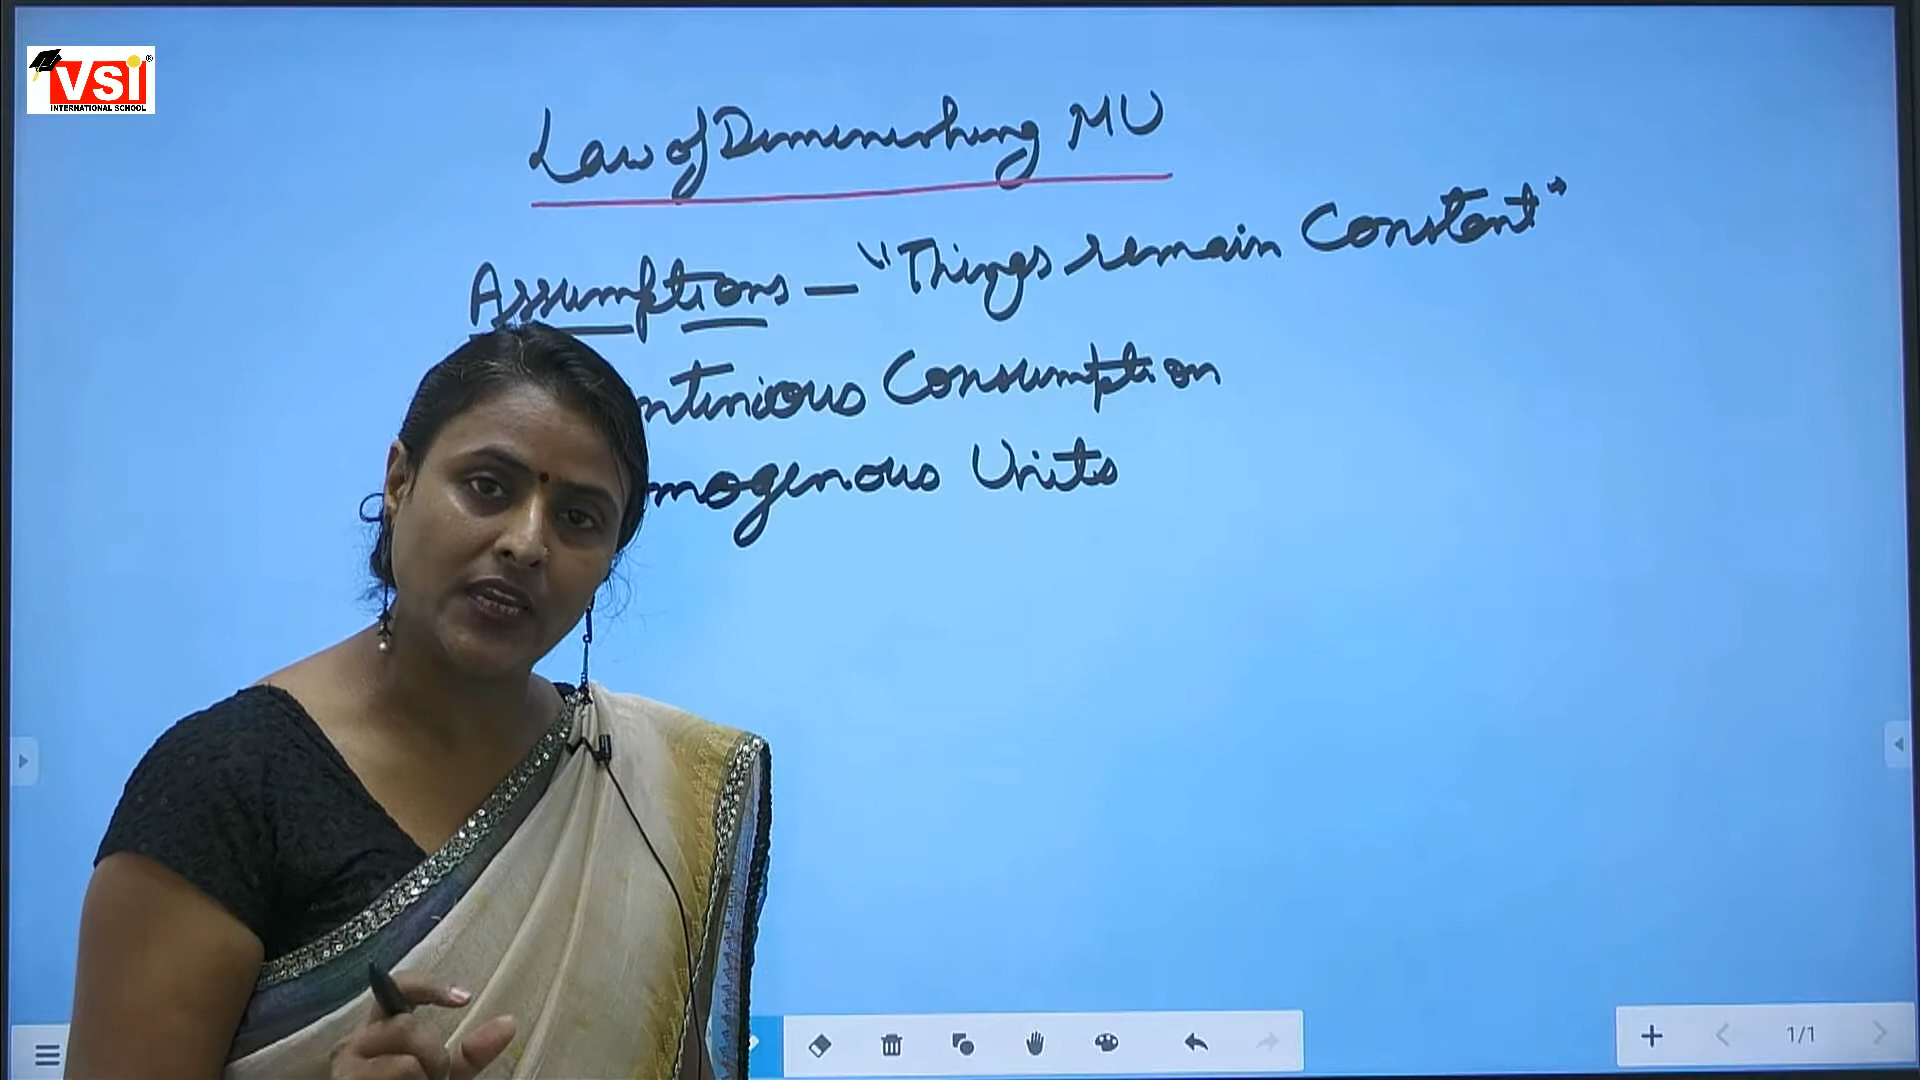 VSI
INTERNATIONAL SCHOOL
Law of Diminishing MU
Assumptions – "Things remain Constant"
ntinious Consumption
mogenous Units
1/1